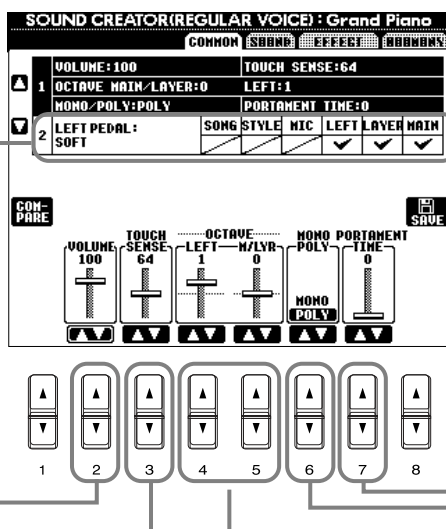 SOUND CREATOR(REGULAR VOICE) : Grand Piano
COMMON SOUND EFFECT HARMONY
1 VOLUME:100 TOUCH SENSE:64
OCTAVE MAIN/LAYER:0 LEFT:1
MONO/POLY:POLY PORTAMENT TIME:0
2 LEFT PEDAL: SONG STYLE MIC LEFT LAYER MAIN
SOFT
COM-
PARE
SAVE
TOUCH OCTAVE MONO PORTAMENT
VOLUME SENSE LEFT M/LYR POLY TIME
100 64 1 0 0
MONO
POLY
1 2 3 4 5 6 7 8